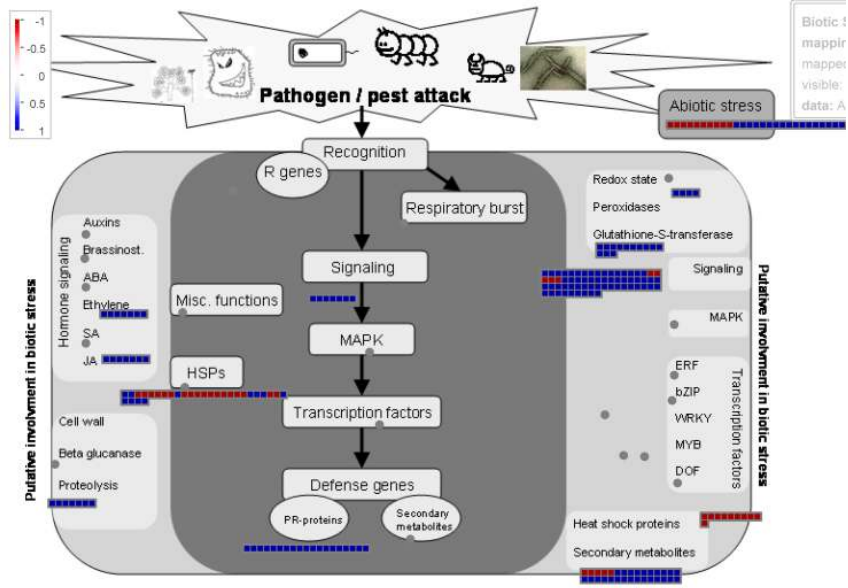 -1
-0.5
0
0.5
1
Pathogen / pest attack
Biotic S
mappin
mapped
visible:
data: A
Abiotic stress
Recognition
R genes
Respiratory burst
Signaling
Misc. functions
MAPK
HSPs
Transcription factors
Defense genes
PR-proteins
Secondary
metabolites
Putative involvment in biotic stress
Hormone signaling
Auxins
Brassinost.
ABA
Ethylene
SA
JA
Cell wall
Beta glucanase
Proteolysis
Redox state
Peroxidases
Glutathione-S-transferase
Signaling
MAPK
ERF
bZIP
WRKY
MYB
DOF
Transcription factors
Heat shock proteins
Secondary metabolites
Putative involvment in biotic stress